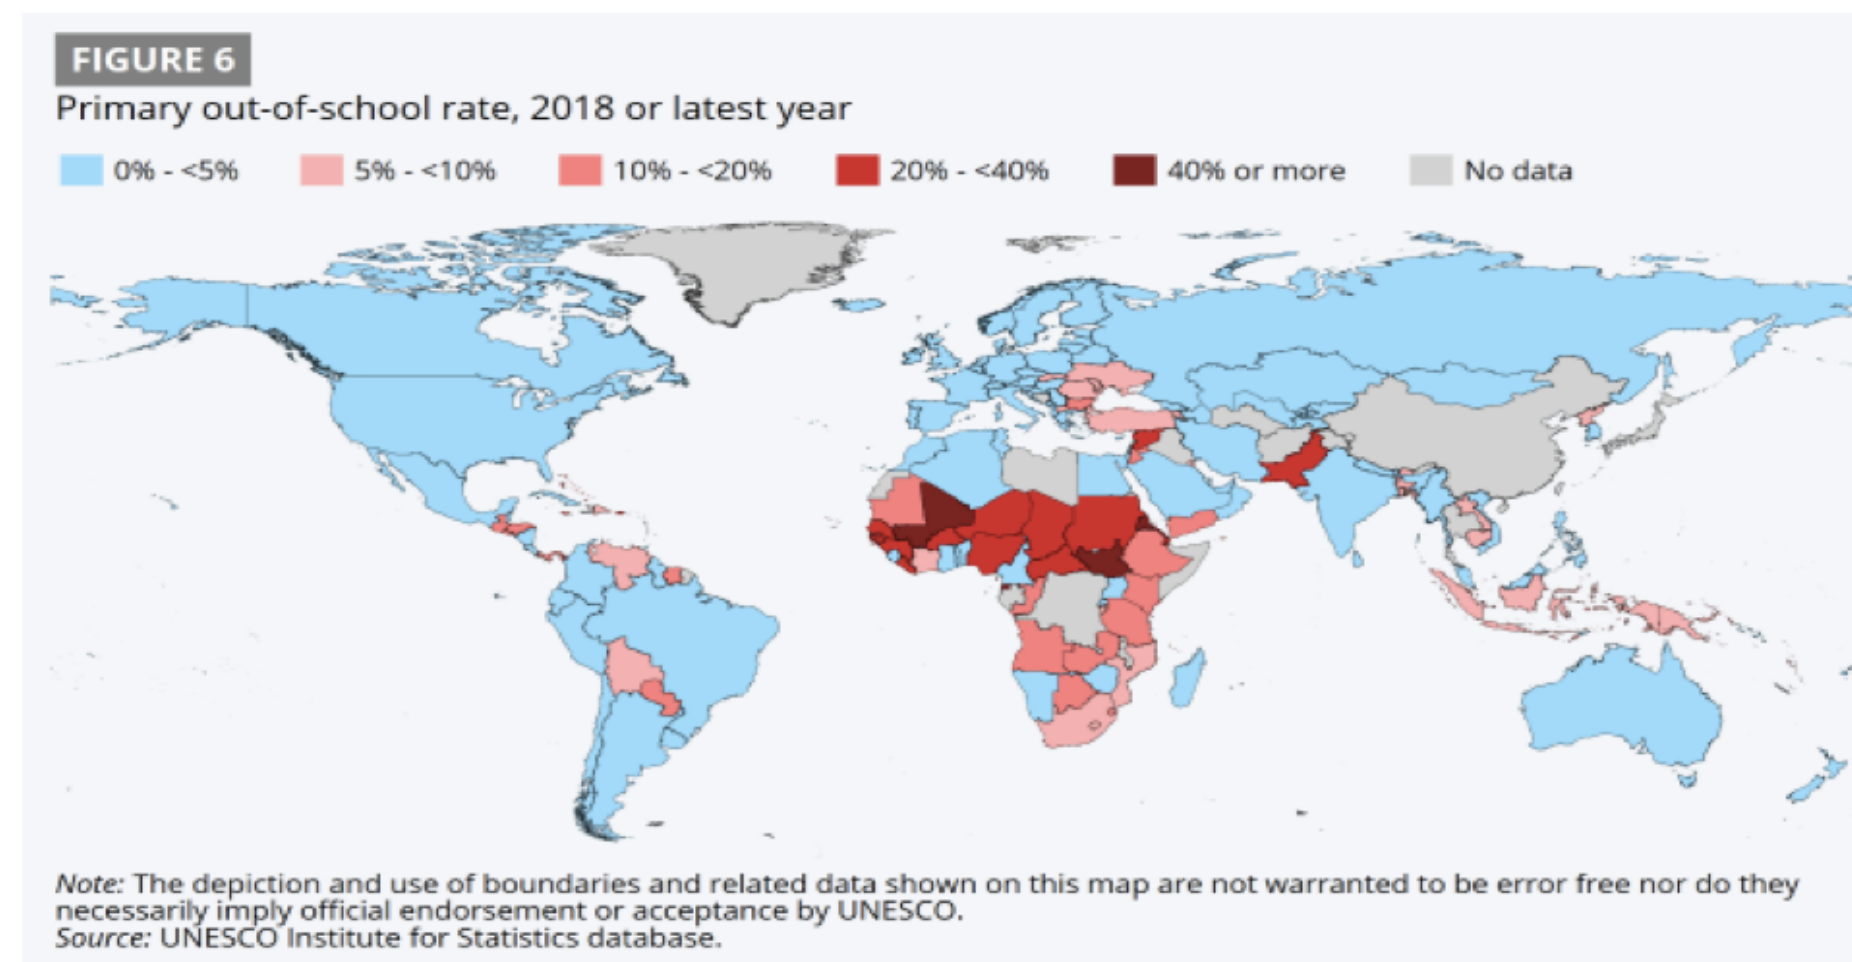 FIGURE 6
Primary out-of-school rate, 2018 or latest year
0% - <5% 5% - <10% 10% - <20% 20% - <40% 40% or more No data
Note: The depiction and use of boundaries and related data shown on this map are not warranted to be error free nor do they
necessarily imply official endorsement or acceptance by UNESCO.
Source: UNESCO Institute for Statistics database.